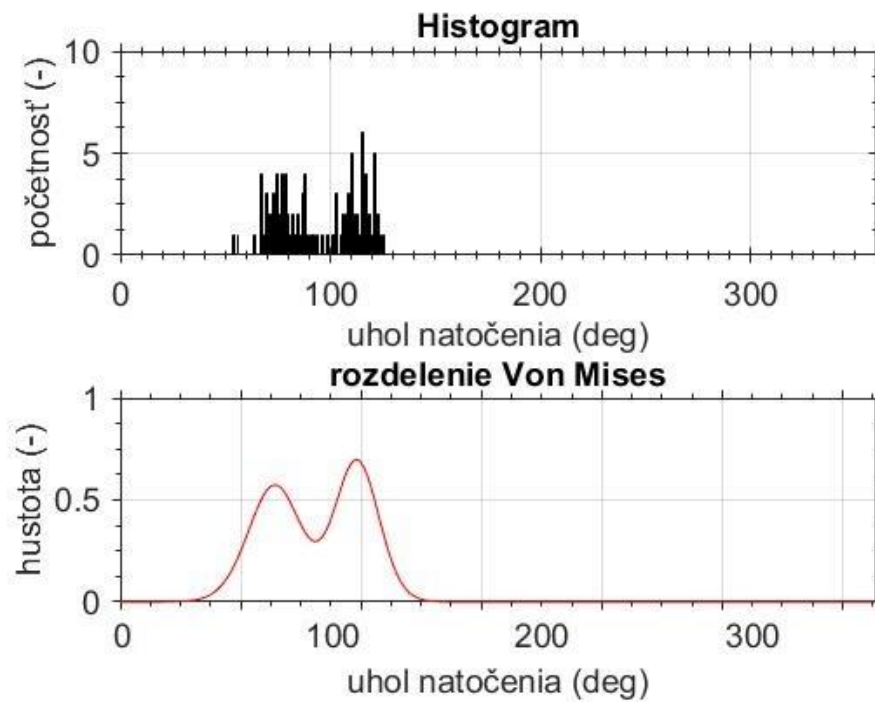 Histogram
10
5
0
početnosť (-)
0 100 200 300
uhol natočenia (deg)
rozdelenie Von Mises
1
0.5
0
hustota (-)
0 100 200 300
uhol natočenia (deg)